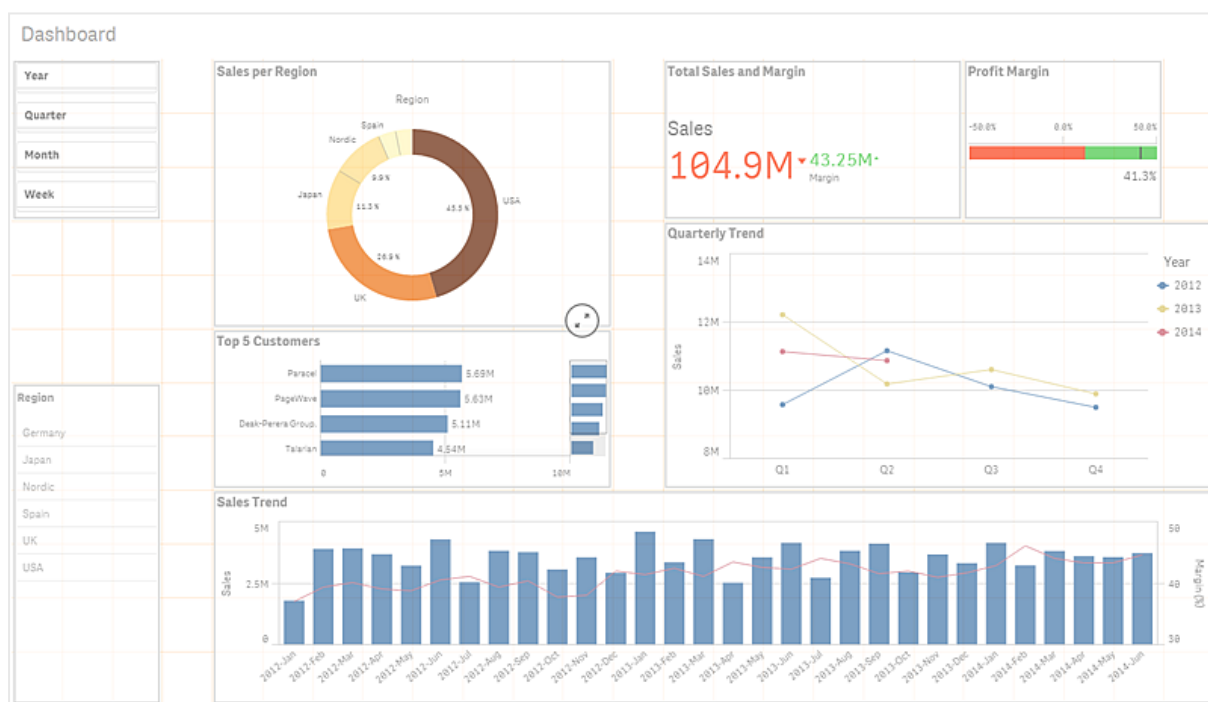 Dashboard
Year
Quarter
Month
Week
Region
Germany
Japan
Nordic
Spain
UK
USA
Sales per Region
Region
Spain
Nordic
Japan
UK
USA
9.9%
11.3%
26.9%
45.5%
Top 5 Customers
Paracel
5.69M
PageWave
5.63M
Desk-Perera Group.
5.11M
Talarian
4.54M
0 5M 10M
Total Sales and Margin
Sales
104.9M
43.25M
Margin
Profit Margin
-50.0% 0.0% 50.0%
41.3%
Quarterly Trend
14M
12M
10M
8M
Sales
Q1 Q2 Q3 Q4
Year
2012
2013
2014
Sales Trend
5M
2.5M
0
Sales
50
40
30
Margin (%)
2012-Jan 2012-Feb 2012-Mar 2012-Apr 2012-May 2012-Jun 2012-Jul 2012-Aug 2012-Sep 2012-Oct 2012-Nov 2012-Dec 2013-Jan 2013-Feb 2013-Mar 2013-Apr 2013-May 2013-Jun 2013-Jul 2013-Aug 2013-Sep 2013-Oct 2013-Nov 2013-Dec 2014-Jan 2014-Feb 2014-Mar 2014-Apr 2014-May 2014-Jun